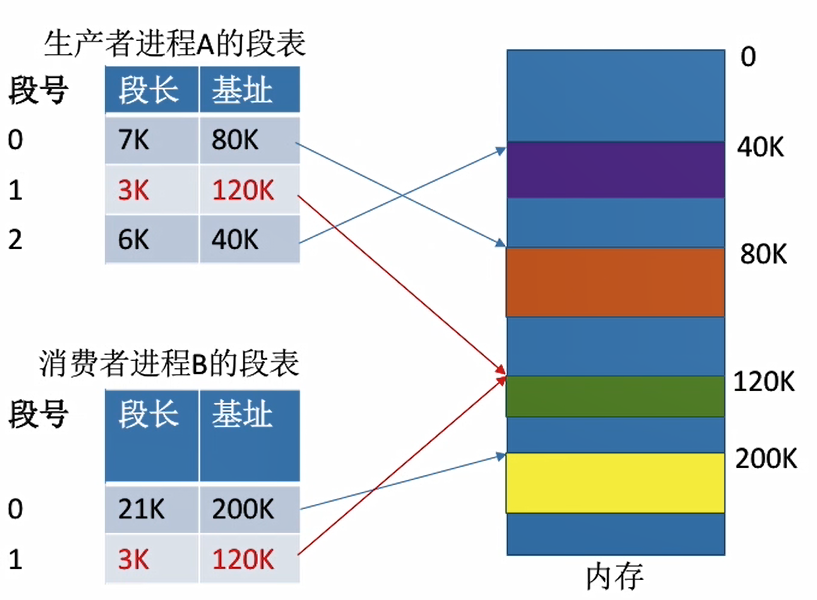 生产者进程A的段表
段号 段长 基址
0 7K 80K
1 3K 120K
2 6K 40K
消费者进程B的段表
段号 段长 基址
0 21K 200K
1 3K 120K
0
40K
80K
120K
200K
内存